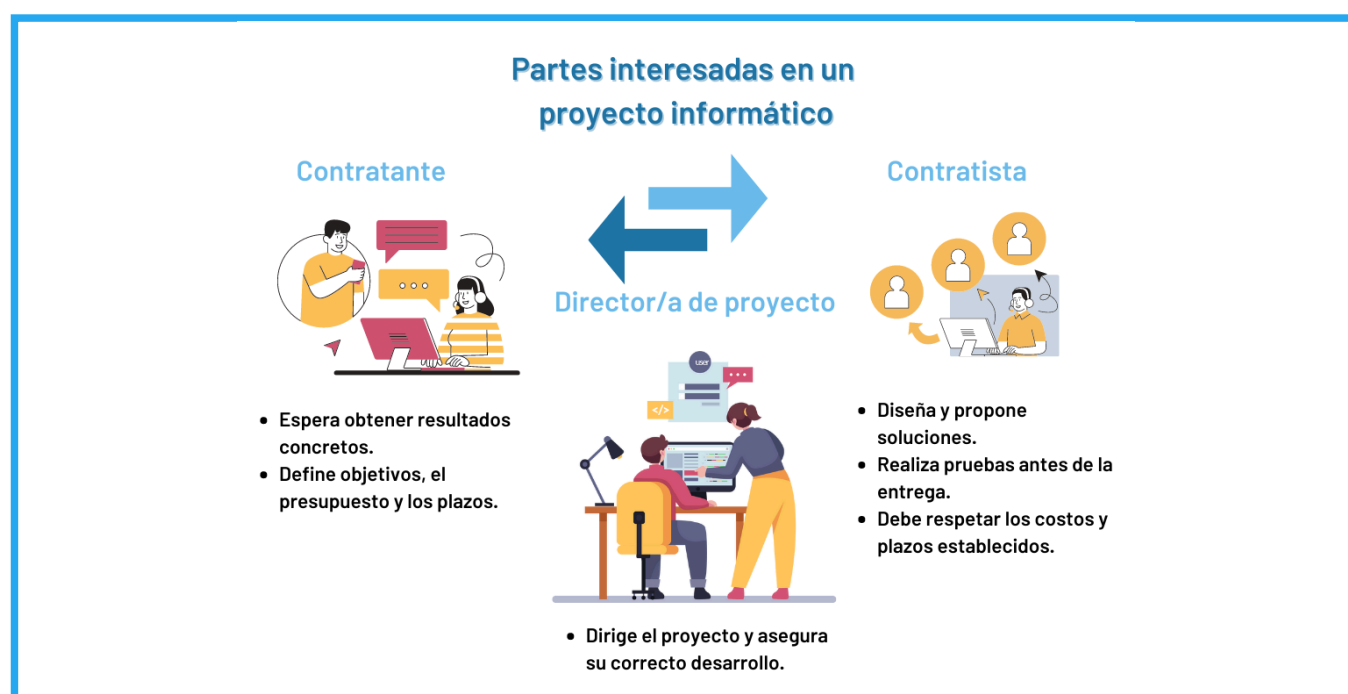 Partes interesadas en un
proyecto informático
Contratante
Contratista
Director/a de proyecto
user
</>
• Espera obtener resultados
concretos.
• Define objetivos, el
presupuesto y los plazos.
• Diseña y propone
soluciones.
• Realiza pruebas antes de la
entrega.
• Debe respetar los costos y
plazos establecidos.
• Dirige el proyecto y asegura
su correcto desarrollo.